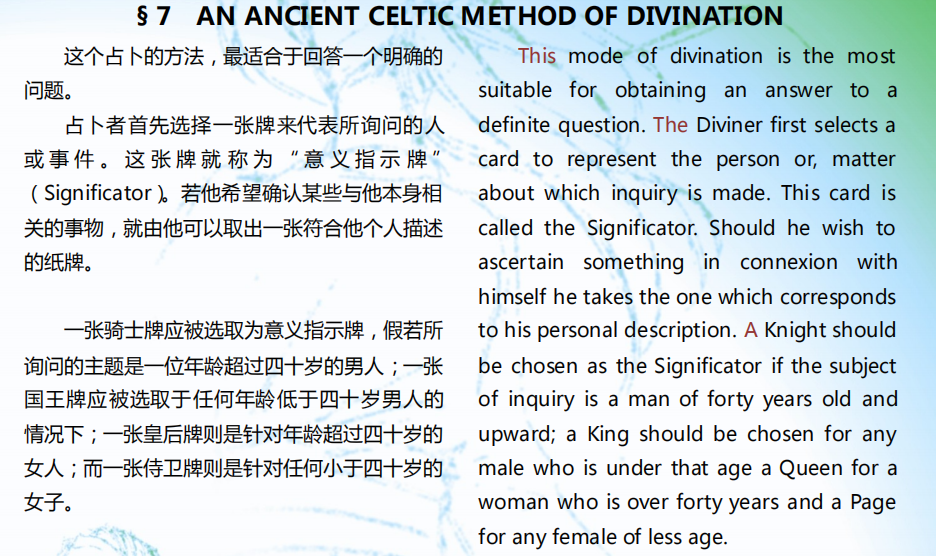 § 7 AN ANCIENT CELTIC METHOD OF DIVINATION
这个占卜的方法，最适合于回答一个明确的
问题。
占卜者首先选择一张牌来代表所询问的人
或事件。这张牌就称为“意义指示牌”
（Significator）。若他希望确认某些与他本身相
关的事物，就由他可以取出一张符合他个人描述
的纸牌。
一张骑士牌应被选取为意义指示牌，假若所
询问的主题是一位年龄超过四十岁的男人；一张
国王牌应被选取于任何年龄低于四十岁男人的
情况下；一张皇后牌则是针对年龄超过四十岁的
女人；而一张侍卫牌则是针对任何小于四十岁的
女子。
This mode of divination is the most
suitable for obtaining an answer to a
definite question. The Diviner first selects a
card to represent the person or, matter
about which inquiry is made. This card is
called the Significator. Should he wish to
ascertain something in connexion with
himself he takes the one which corresponds
to his personal description. A Knight should
be chosen as the Significator if the subject
of inquiry is a man of forty years old and
upward; a King should be chosen for any
male who is under that age a Queen for a
woman who is over forty years and a Page
for any female of less age.